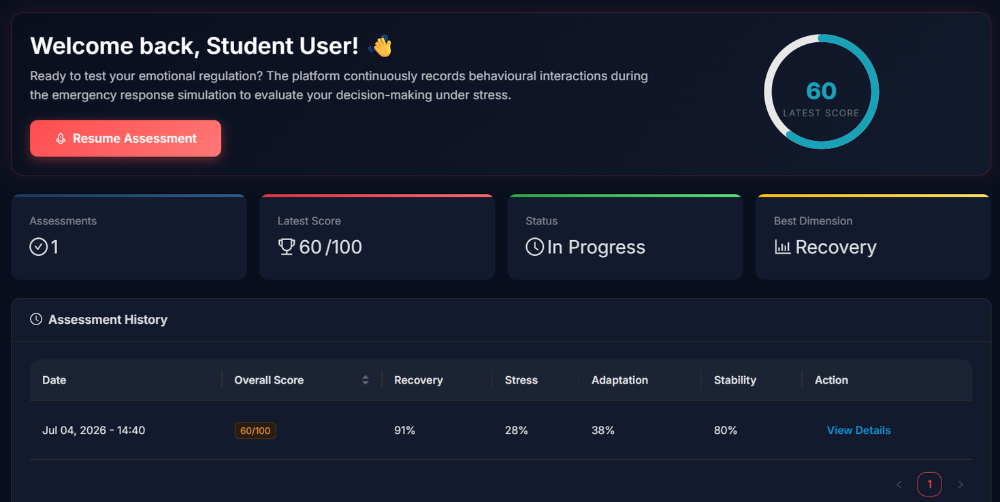 Welcome back, Student User! 👋
Ready to test your emotional regulation? The platform continuously records behavioural interactions during
the emergency response simulation to evaluate your decision-making under stress.
Resume Assessment
60
LATEST SCORE
Assessments
1
Latest Score
60 /100
Status
In Progress
Best Dimension
Recovery
Assessment History
Date Overall Score Recovery Stress Adaptation Stability Action
Jul 04, 2026 - 14:40 60/100 91% 28% 38% 80% View Details
< 1 >